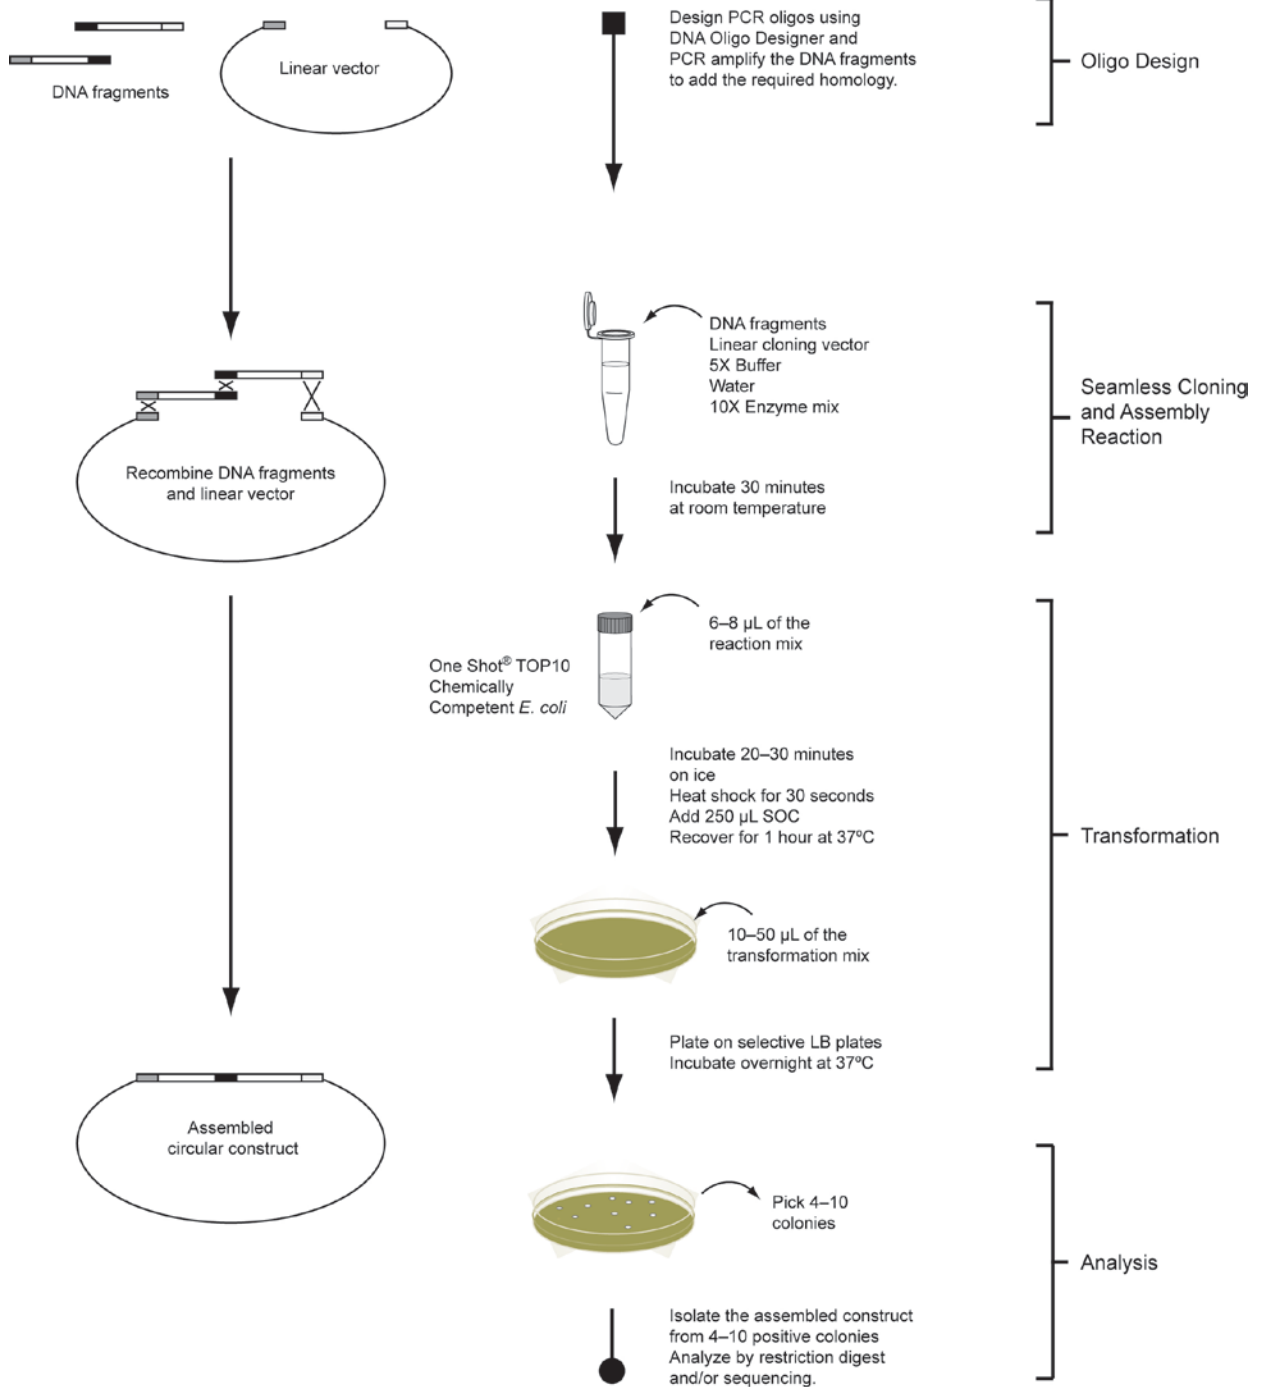 DNA fragments
Linear vector
Design PCR oligos using
DNA Oligo Designer and
PCR amplify the DNA fragments
to add the required homology.
Oligo Design
Recombine DNA fragments
and linear vector
DNA fragments
Linear cloning vector
5X Buffer
Water
10X Enzyme mix
Seamless Cloning
and Assembly
Reaction
Incubate 30 minutes
at room temperature
6–8 µL of the
reaction mix
One Shot® TOP10
Chemically
Competent E. coli
Incubate 20–30 minutes
on ice
Heat shock for 30 seconds
Add 250 µL SOC
Recover for 1 hour at 37ºC
Transformation
10–50 µL of the
transformation mix
Plate on selective LB plates
Incubate overnight at 37ºC
Assembled
circular construct
Pick 4–10
colonies
Analysis
Isolate the assembled construct
from 4–10 positive colonies
Analyze by restriction digest
and/or sequencing.